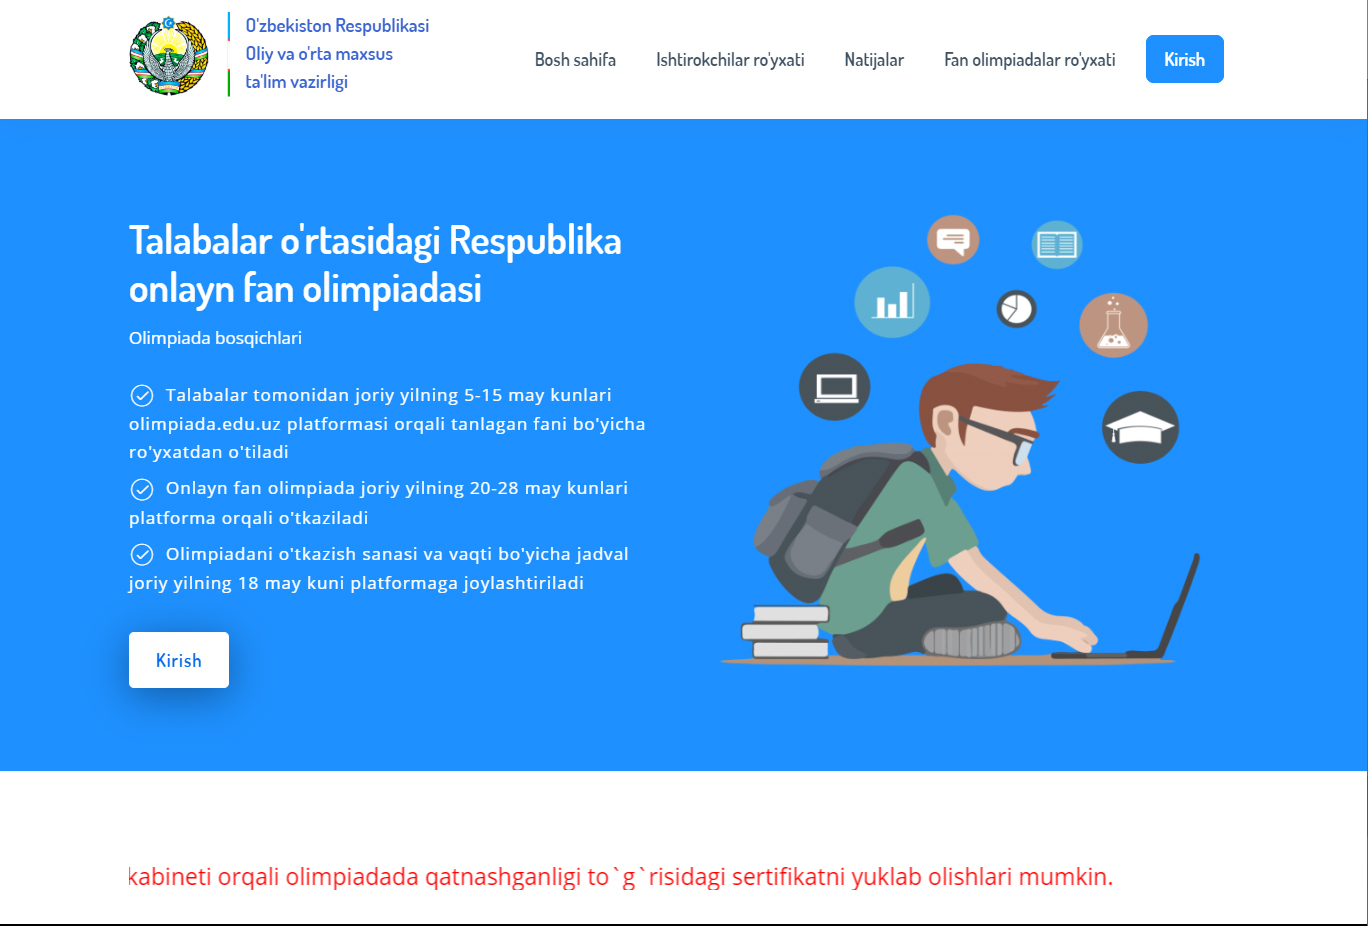 O'zbekiston Respublikasi
Oliy va o'rta maxsus
ta'lim vazirligi
Bosh sahifa
Ishtirokchilar ro'yxati
Natijalar
Fan olimpiadalar ro'yxati
Kirish
Talabalar o'rtasidagi Respublika
onlayn fan olimpiadasi
Olimpiada bosqichlari
Talabalar tomonidan joriy yilning 5-15 may kunlari
olimpiada.edu.uz platformasi orqali tanlagan fani bo'yicha
ro'yxatdan o'tiladi
Onlayn fan olimpiada joriy yilning 20-28 may kunlari
platforma orqali o'tkaziladi
Olimpiadani o'tkazish sanasi va vaqti bo'yicha jadval
joriy yilning 18 may kuni platformaga joylashtiriladi
Kirish
kabineti orqali olimpiadada qatnashganligi to`g`risidagi sertifikatni yuklab olishlari mumkin.